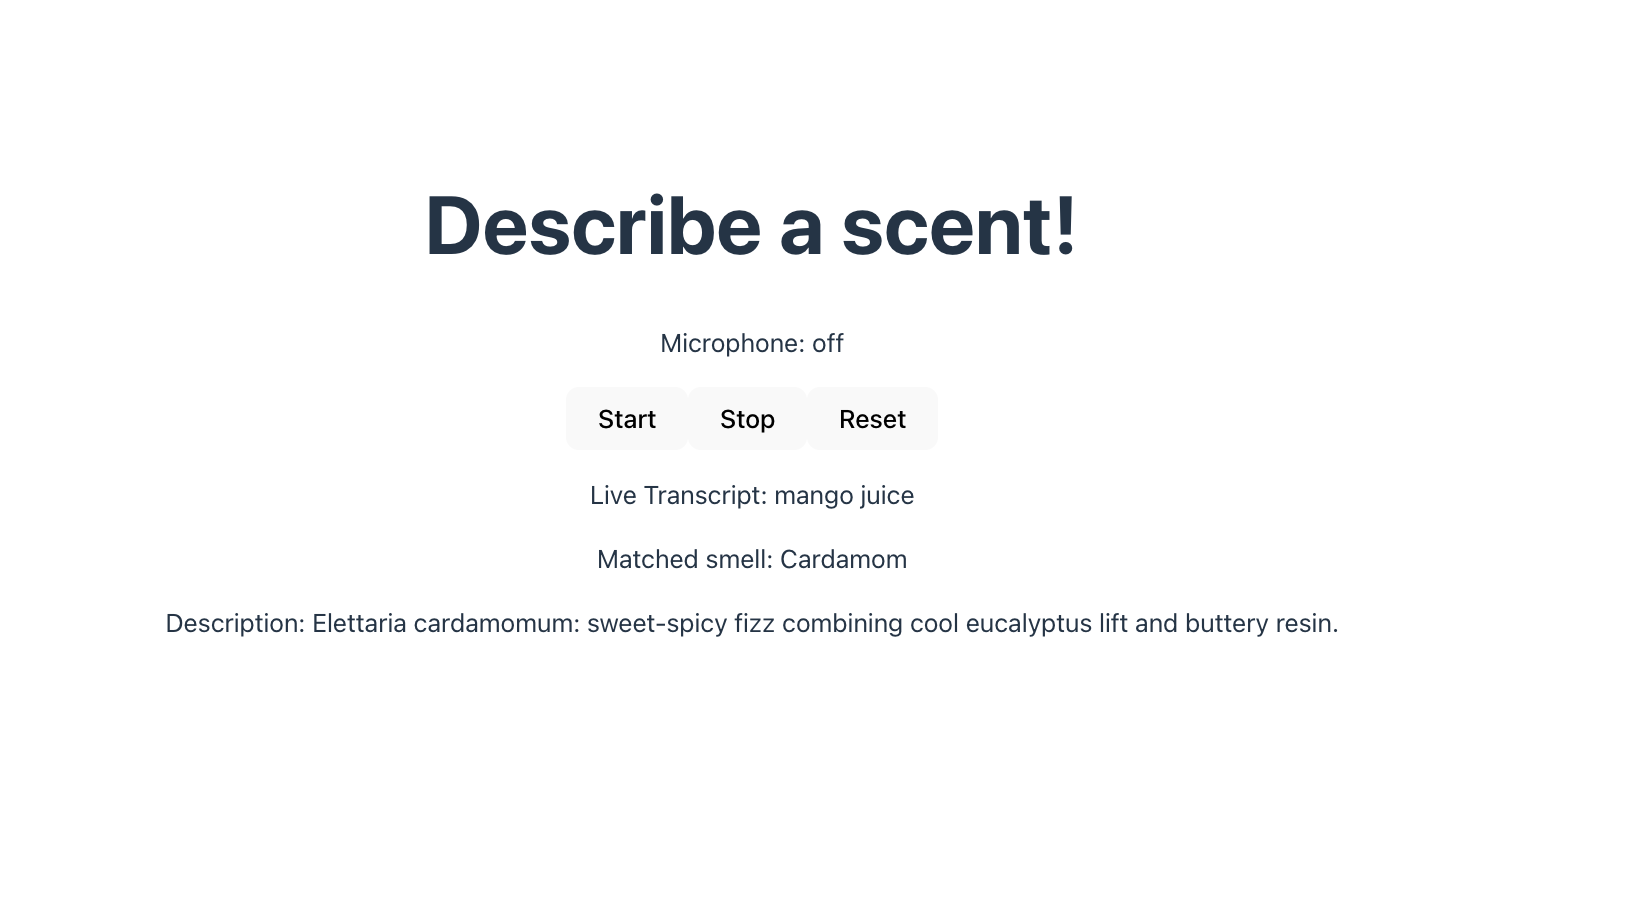 Describe a scent!
Microphone: off
Start Stop Reset
Live Transcript: mango juice
Matched smell: Cardamom
Description: Elettaria cardamomum: sweet-spicy fizz combining cool eucalyptus lift and buttery resin.